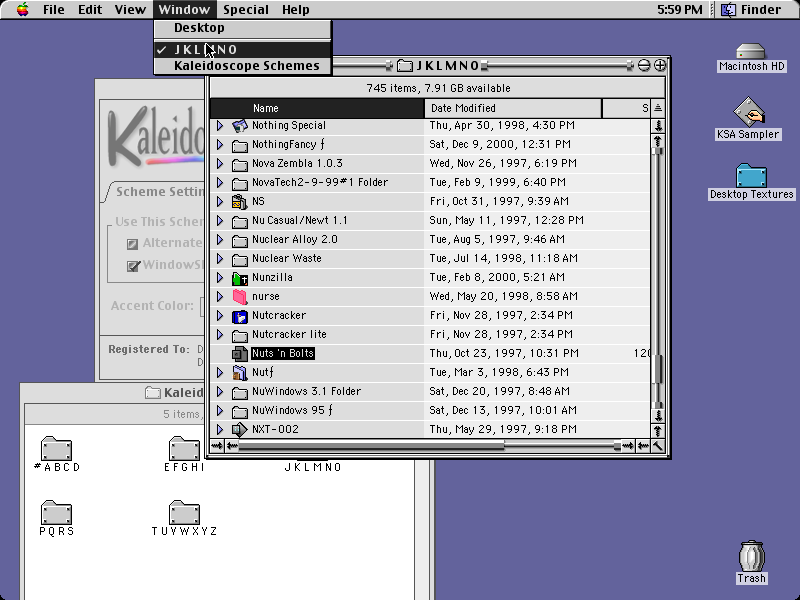 File Edit View Window Special Help 5:59 PM Finder
Desktop
✓ JKLMNO
Kaleidoscope Schemes
JKLMNO
745 items, 7.91 GB available
Name Date Modified S
Nothing Special Thu, Apr 30, 1998, 4:30 PM
NothingFancy ƒ Sat, Dec 9, 2000, 12:31 PM
Nova Zembla 1.0.3 Wed, Nov 26, 1997, 6:19 PM
NovaTech2-9-99#1 Folder Tue, Feb 9, 1999, 6:40 PM
NS Fri, Oct 31, 1997, 9:39 AM
Nu Casual/Newt 1.1 Sun, May 11, 1997, 12:28 PM
Nuclear Alloy 2.0 Tue, Aug 5, 1997, 9:46 AM
Nuclear Waste Tue, Jul 14, 1998, 11:18 AM
Nunzilla Tue, Feb 8, 2000, 5:21 AM
nurse Wed, May 20, 1998, 8:58 AM
Nutcracker Fri, Nov 28, 1997, 2:34 PM
Nutcracker lite Fri, Nov 28, 1997, 2:34 PM
Nuts 'n Bolts Thu, Oct 23, 1997, 10:31 PM 120
Nutƒ Tue, Mar 3, 1998, 6:43 PM
NuWindows 3.1 Folder Sat, Dec 20, 1997, 8:48 AM
NuWindows 95 ƒ Sat, Dec 13, 1997, 10:01 AM
NXT-002 Thu, May 29, 1997, 9:18 PM
Kaleido
Scheme Settin
Use This Schem
Alternate
WindowSh
Accent Color:
Registered To: D
D
Kaleid
5 items,
#ABCD EFGHI JKLMNO
PQRS TUVWXYZ
Macintosh HD
KSA Sampler
Desktop Textures
Trash